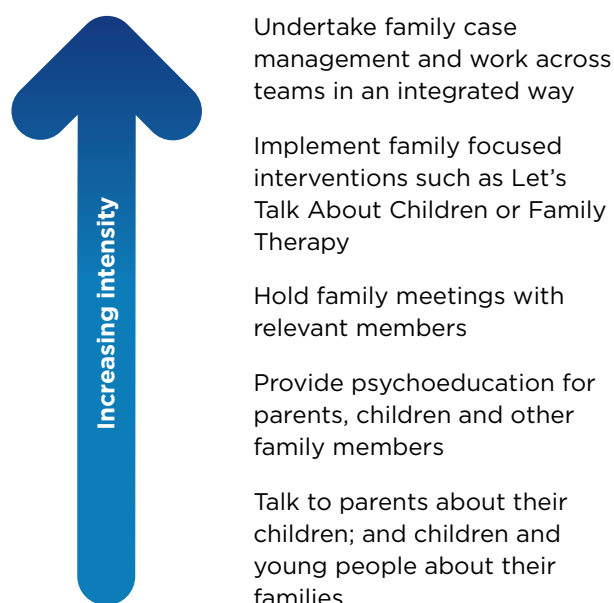 Undertake family case
management and work across
teams in an integrated way
Implement family focused
interventions such as Let's
Talk About Children or Family
Therapy
Hold family meetings with
relevant members
Provide psychoeducation for
parents, children and other
family members
Talk to parents about their
children; and children and
young people about their
families
Increasing intensity